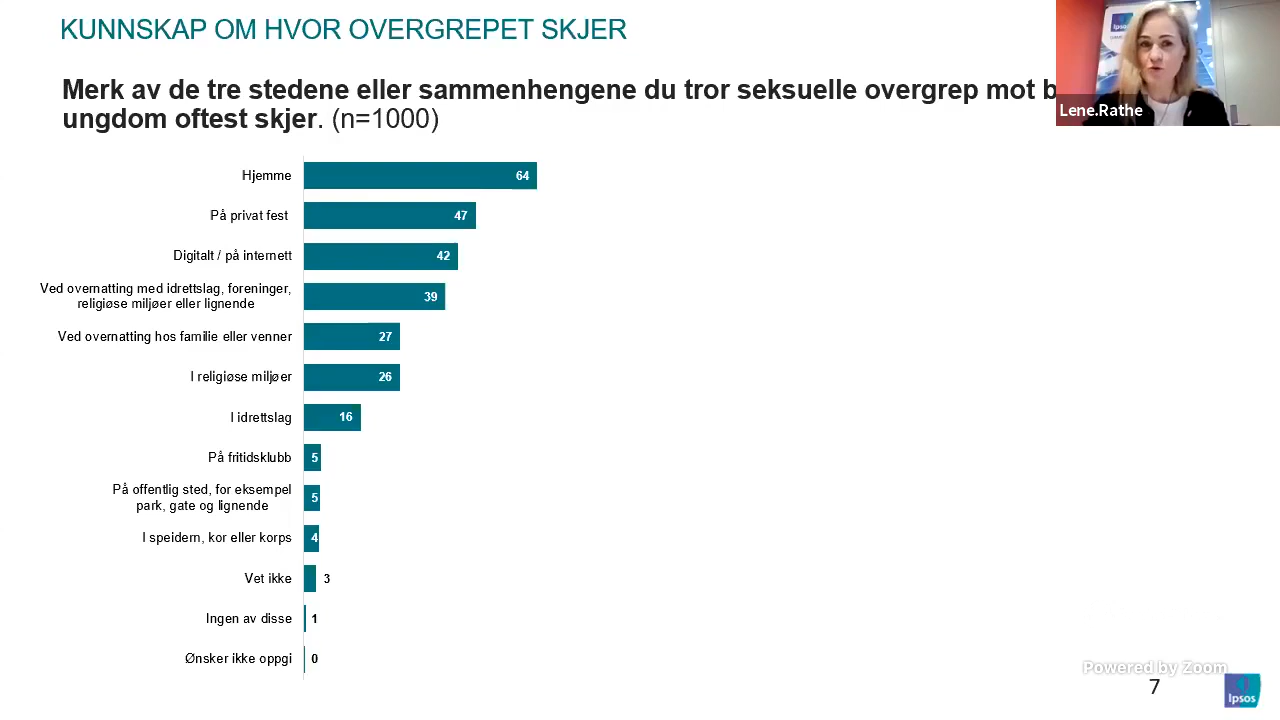 KUNNSKAP OM HVOR OVERGREPET SKJER
Merk av de tre stedene eller sammenhengene du tror seksuelle overgrep mot
ungdom oftest skjer. (n=1000)
Ipsos
Lene.Rathe
Hjemme 64
På privat fest 47
Digitalt / på internett 42
Ved overnatting med idrettslag, foreninger,
religiøse miljøer eller lignende 39
Ved overnatting hos familie eller venner 27
I religiøse miljøer 26
I idrettslag 16
På fritidsklubb 5
På offentlig sted, for eksempel
park, gate og lignende 5
I speidern, kor eller korps 4
Vet ikke 3
Ingen av disse 1
Ønsker ikke oppgi 0
Powered by Zoom
7
Ipsos